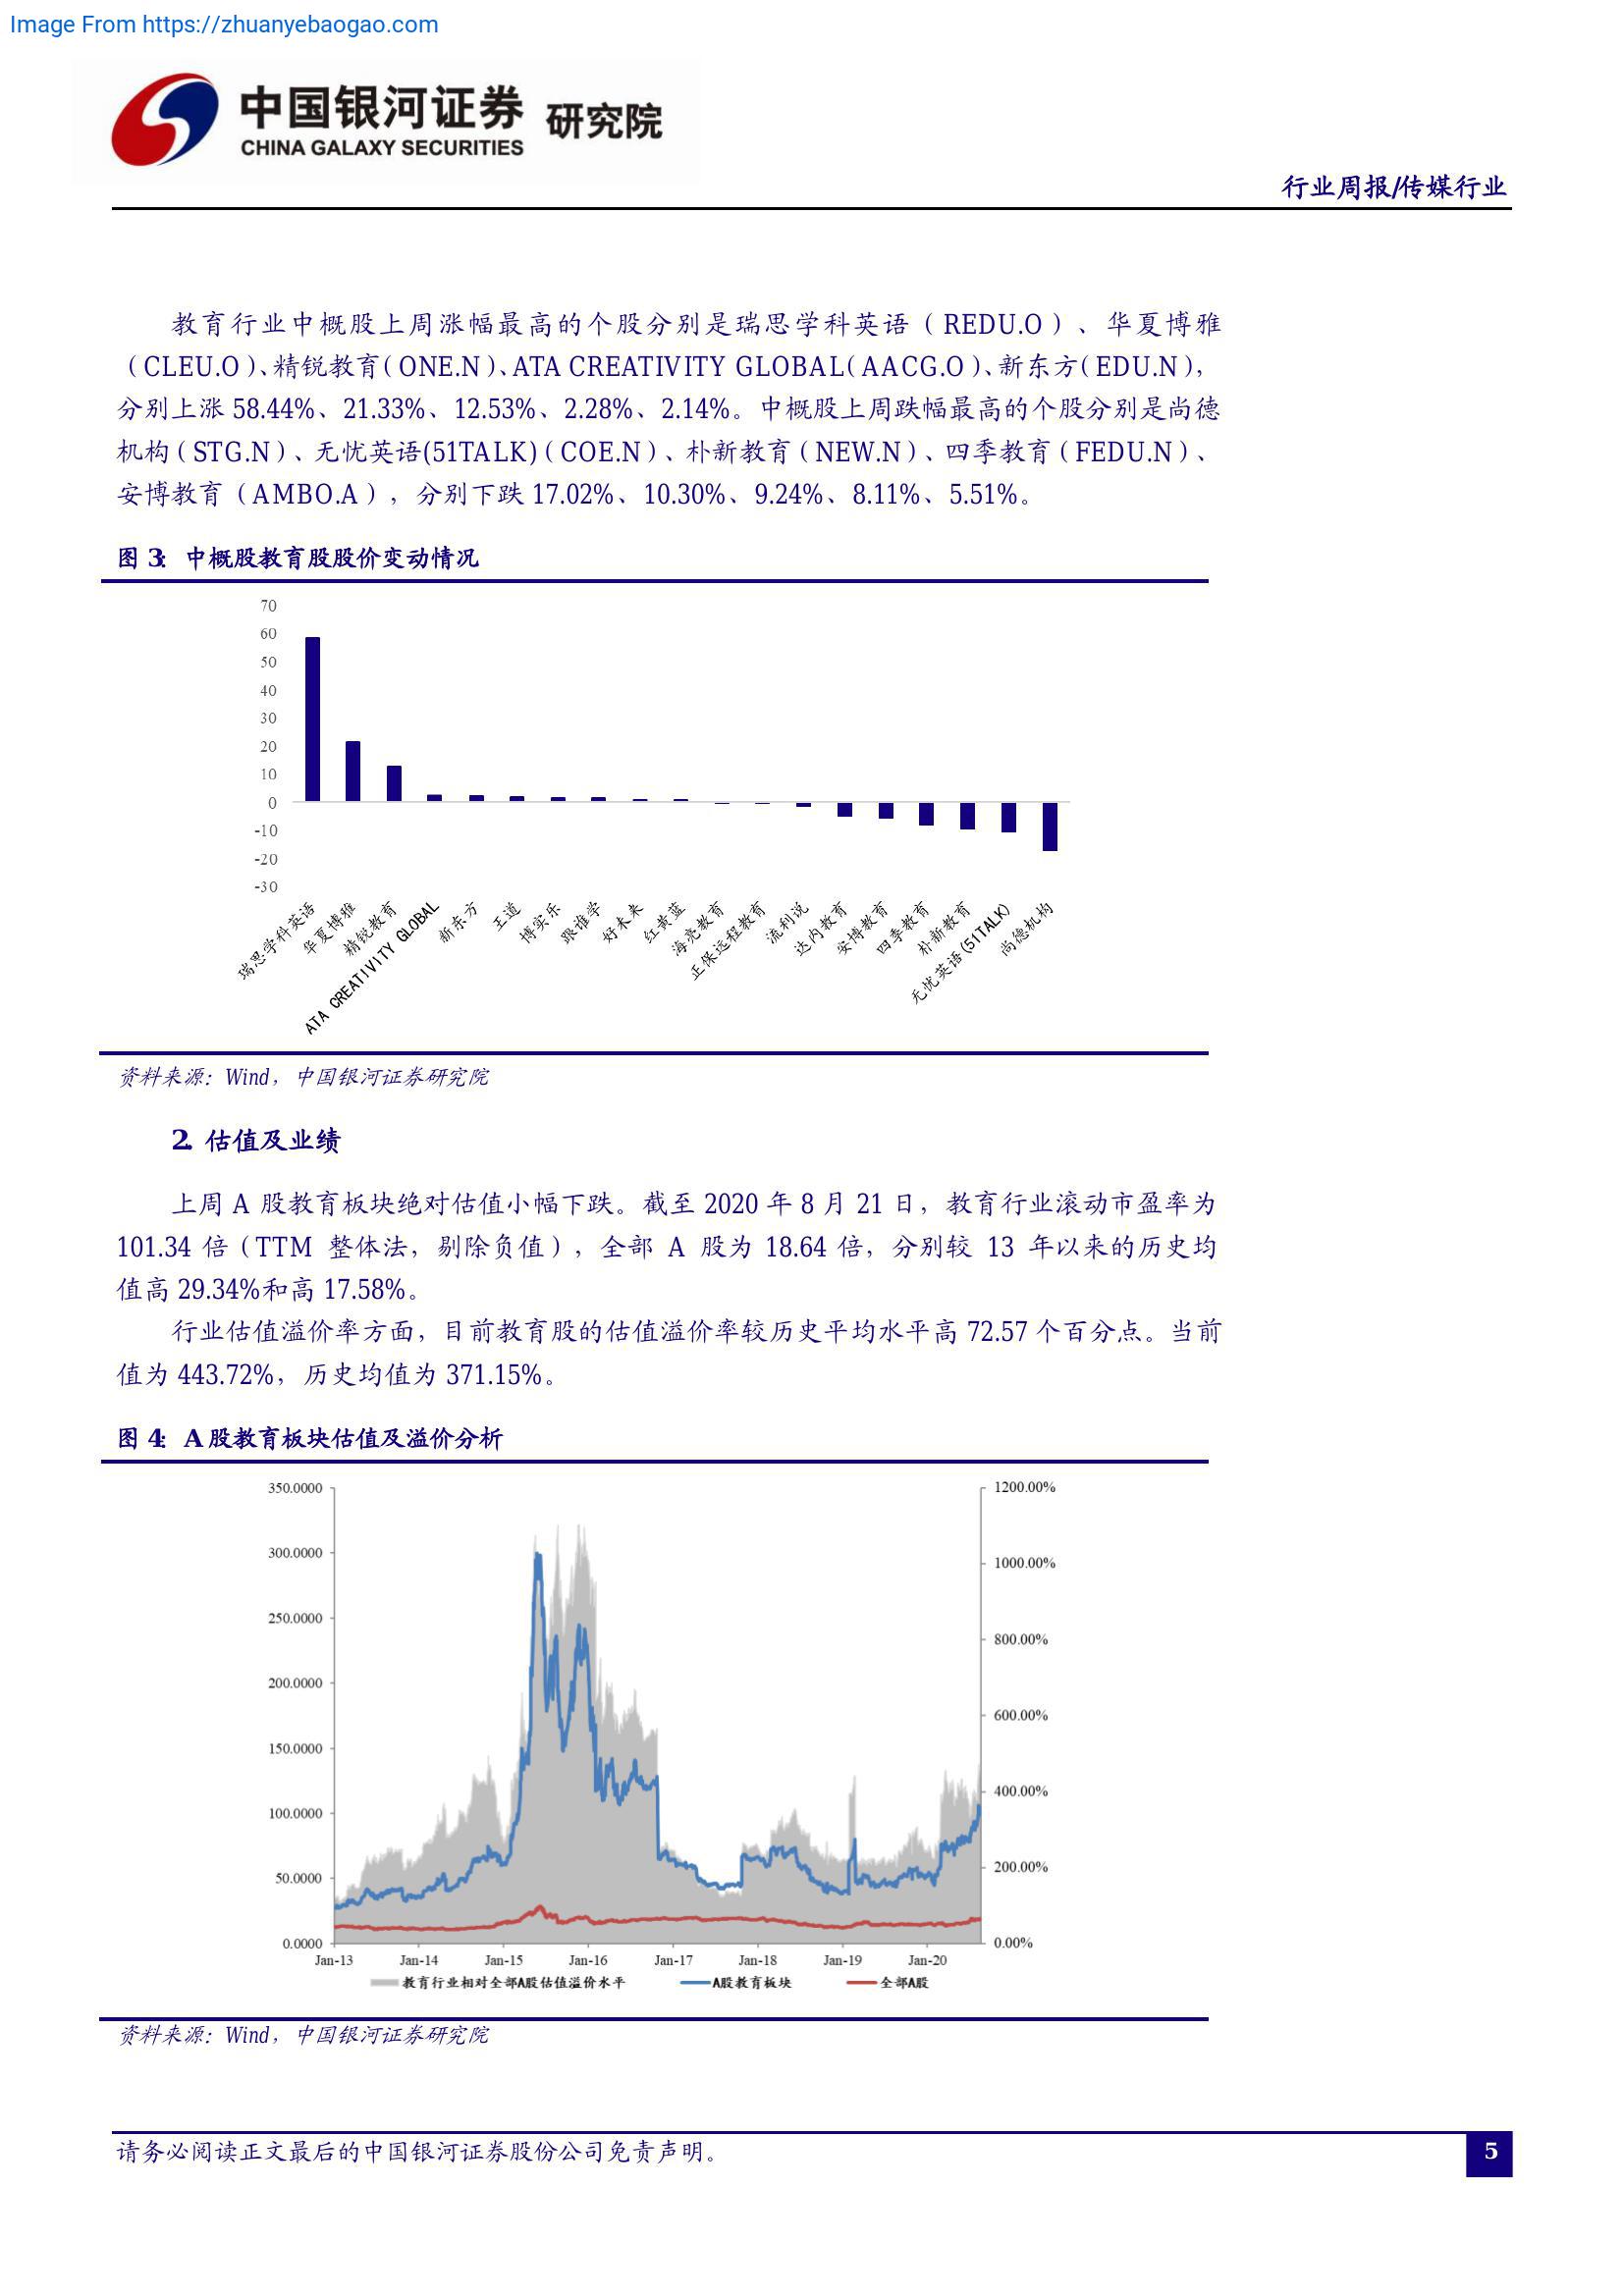 Image From https://zhuanyebaogao.com
中国银河证券 研究院
CHINA GALAXY SECURITIES
行业周报/传媒行业
教育行业中概股上周涨幅最高的个股分别是瑞思学科英语（REDU.O）、华夏博雅
（CLEU.O）、精锐教育（ONE.N）、ATA CREATIVITY GLOBAL（AACG.O）、新东方（EDU.N），
分别上涨 58.44%、21.33%、12.53%、2.28%、2.14%。中概股上周跌幅最高的个股分别是尚德
机构（STG.N）、无忧英语(51TALK)（COE.N）、朴新教育（NEW.N）、四季教育（FEDU.N）、
安博教育（AMBO.A），分别下跌 17.02%、10.30%、9.24%、8.11%、5.51%。
图 3：中概股教育股股价变动情况
70
60
50
40
30
20
10
0
-10
-20
-30
瑞思学科英语
华夏博雅
精锐教育
ATA CREATIVITY GLOBAL
新东方
王道
博实乐
跟谁学
好未来
红黄蓝
海亮教育
正保远程教育
流利说
达内教育
安博教育
四季教育
朴新教育
无忧英语(51TALK)
尚德机构
资料来源：Wind，中国银河证券研究院
2. 估值及业绩
上周 A 股教育板块绝对估值小幅下跌。截至 2020 年 8 月 21 日，教育行业滚动市盈率为
101.34 倍（TTM 整体法，剔除负值），全部 A 股为 18.64 倍，分别较 13 年以来的历史均
值高 29.34%和高 17.58%。
行业估值溢价率方面，目前教育股的估值溢价率较历史平均水平高 72.57 个百分点。当前
值为 443.72%，历史均值为 371.15%。
图 4：A 股教育板块估值及溢价分析
350.0000
300.0000
250.0000
200.0000
150.0000
100.0000
50.0000
0.0000
1200.00%
1000.00%
800.00%
600.00%
400.00%
200.00%
0.00%
Jan-13 Jan-14 Jan-15 Jan-16 Jan-17 Jan-18 Jan-19 Jan-20
教育行业相对全部A股估值溢价水平 A股教育板块 全部A股
资料来源：Wind，中国银河证券研究院
请务必阅读正文最后的中国银河证券股份公司免责声明。
5